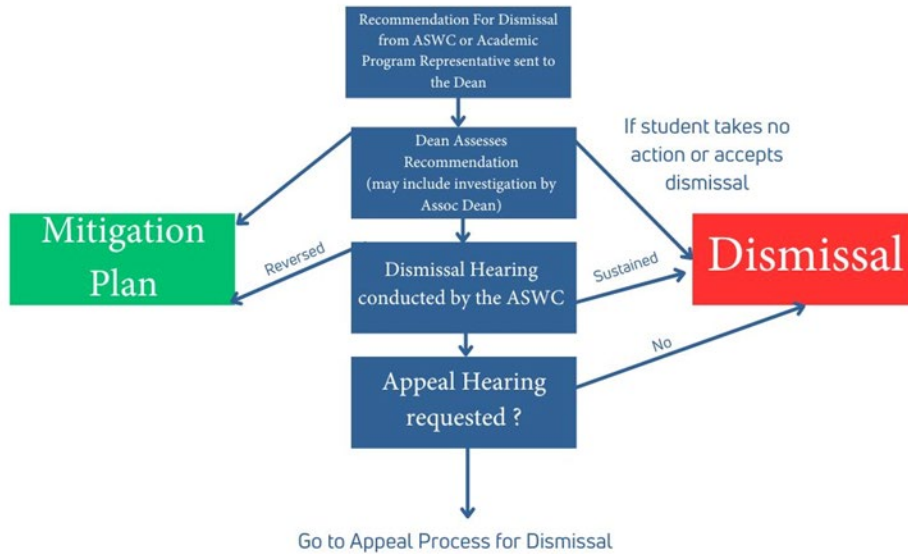 Recommendation For Dismissal
from ASWC or Academic
Program Representative sent to
the Dean
If student takes no
action or accepts
dismissal
Dean Assesses
Recommendation
(may include investigation by
Assoc Dean)
Mitigation
Plan
Reversed
Dismissal Hearing
conducted by the ASWC
Sustained
Dismissal
No
Appeal Hearing
requested ?
Go to Appeal Process for Dismissal